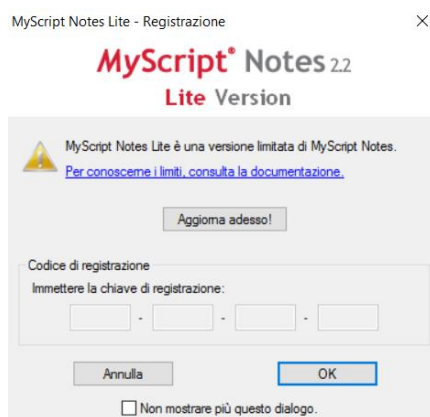 MyScript Notes Lite - Registrazione
MyScript® Notes 2.2
Lite Version
MyScript Notes Lite è una versione limitata di MyScript Notes.
Per conoscerne i limiti, consulta la documentazione.
Aggiorna adesso!
Codice di registrazione
Immettere la chiave di registrazione:
- - -
Annulla OK
Non mostrare più questo dialogo.